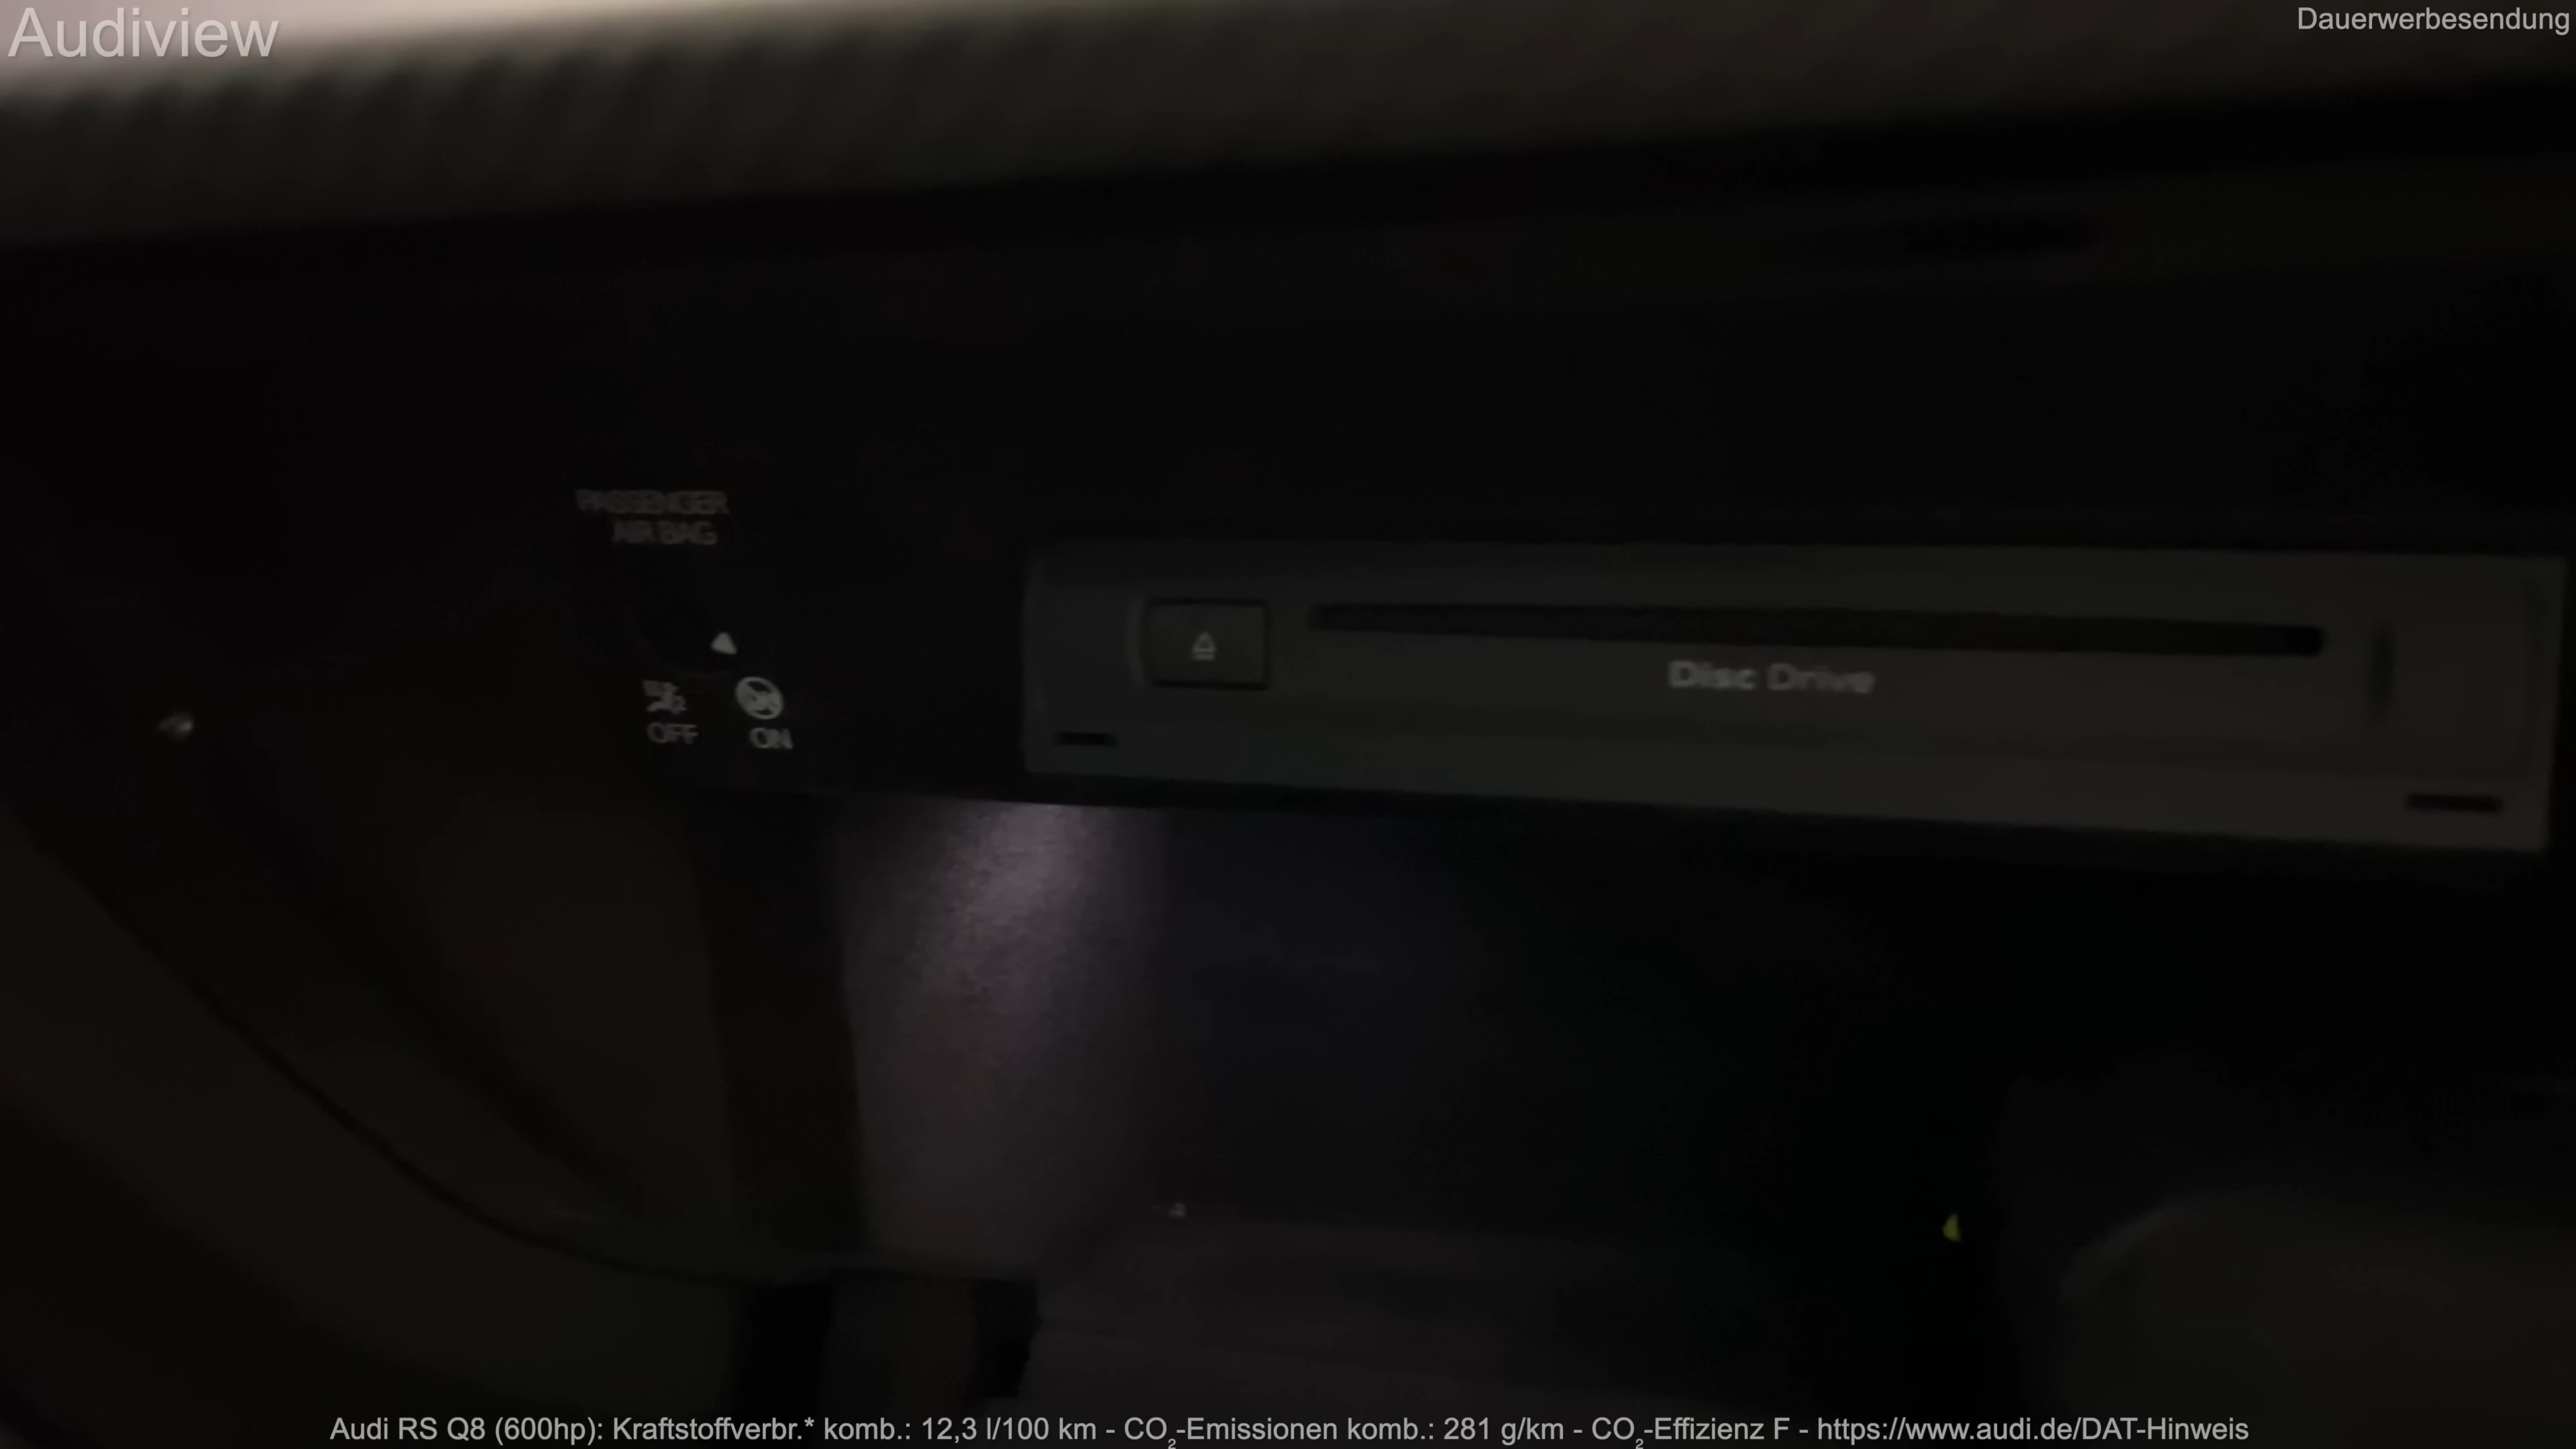 Audiview
Dauerwerbesendung
PASSENGER
AIR BAG
OFF
ON
Disc Drive
Audi RS Q8 (600hp): Kraftstoffverbr.* komb.: 12,3 l/100 km - CO₂-Emissionen komb.: 281 g/km - CO₂-Effizienz F - https://www.audi.de/DAT-Hinweis